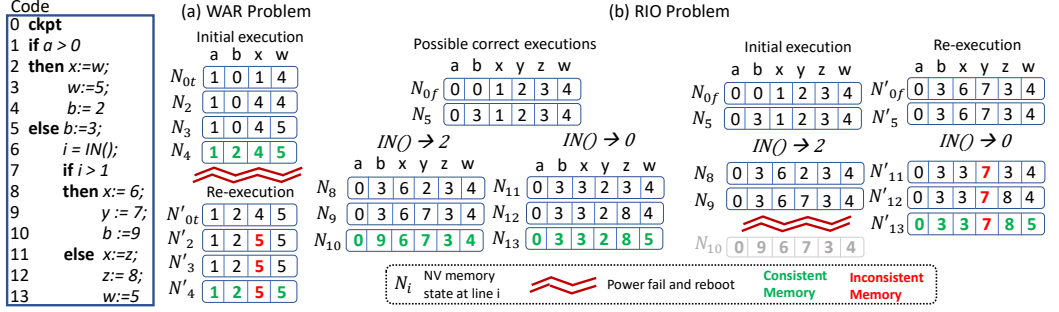 Code
0 ckpt
1 if a > 0
2 then x:=w;
3 w:=5;
4 b:= 2
5 else b:=3;
6 i = IN();
7 if i > 1
8 then x:= 6;
9 y := 7;
10 b :=9
11 else x:=z;
12 z:= 8;
13 w:=5
(a) WAR Problem
Initial execution
a b x w
N0t 1 0 1 4
N2 1 0 4 4
N3 1 0 4 5
N4 1 2 4 5
Re-execution
N'0t 1 2 4 5
N'2 1 2 5 5
N'3 1 2 5 5
N'4 1 2 5 5
(b) RIO Problem
Possible correct executions
a b x y z w
N0f 0 0 1 2 3 4
N5 0 3 1 2 3 4
IN() → 2
a b x y z w
N8 0 3 6 2 3 4
N9 0 3 6 7 3 4
N10 0 9 6 7 3 4
IN() → 0
a b x y z w
N11 0 3 3 2 3 4
N12 0 3 3 2 8 4
N13 0 3 3 2 8 5
Initial execution
a b x y z w
N0f 0 0 1 2 3 4
N5 0 3 1 2 3 4
IN() → 2
N8 0 3 6 2 3 4
N9 0 3 6 7 3 4
N10 0 9 6 7 3 4
Re-execution
a b x y z w
N'0f 0 3 6 7 3 4
N'5 0 3 6 7 3 4
IN() → 0
N'11 0 3 3 7 3 4
N'12 0 3 3 7 8 4
N'13 0 3 3 7 8 5
Ni NV memory
state at line i
Power fail and reboot
Consistent
Memory
Inconsistent
Memory